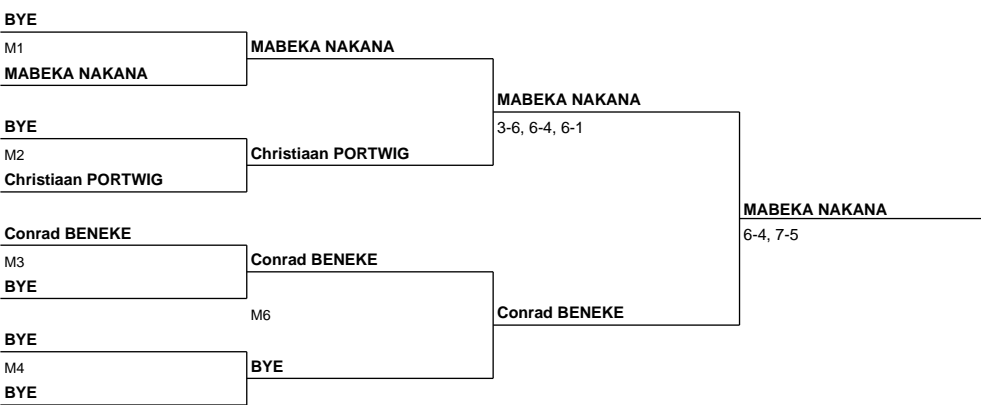 BYE
M1
MABEKA NAKANA
MABEKA NAKANA
MABEKA NAKANA
3-6, 6-4, 6-1
BYE
M2
Christiaan PORTWIG
Christiaan PORTWIG
MABEKA NAKANA
6-4, 7-5
Conrad BENEKE
M3
BYE
Conrad BENEKE
M6
Conrad BENEKE
BYE
M4
BYE
BYE